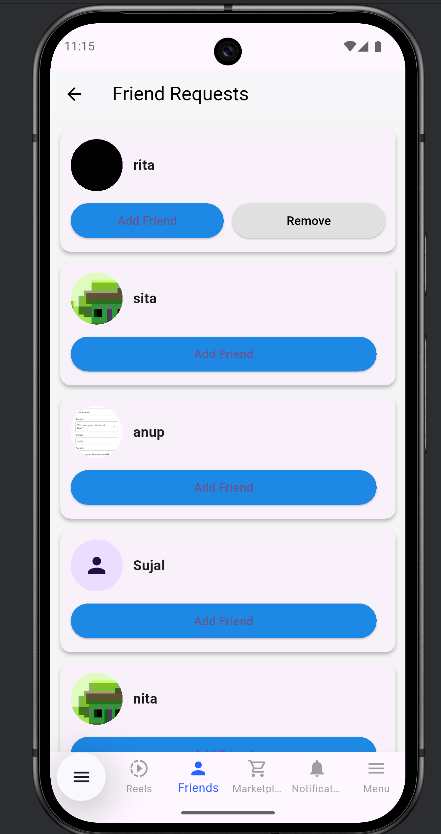 11:15
Friend Requests
rita
Add Friend
Remove
sita
Add Friend
anup
Add Friend
Sujal
Add Friend
nita
Reels
Friends
Marketpl...
Notificat...
Menu